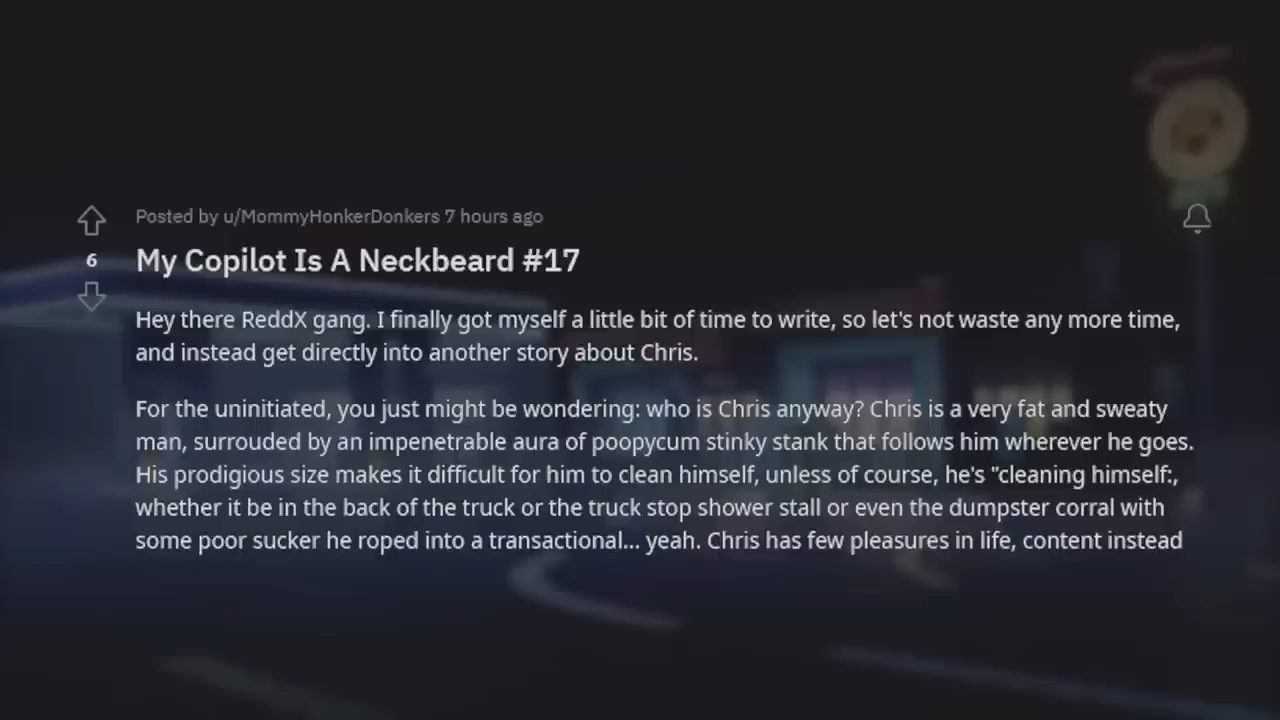 Posted by u/MommyHonkerDonkers 7 hours ago
6
My Copilot Is A Neckbeard #17
Hey there ReddX gang. I finally got myself a little bit of time to write, so let's not waste any more time,
and instead get directly into another story about Chris.
For the uninitiated, you just might be wondering: who is Chris anyway? Chris is a very fat and sweaty
man, surrouded by an impenetrable aura of poopycum stinky stank that follows him wherever he goes.
His prodigious size makes it difficult for him to clean himself, unless of course, he's "cleaning himself:,
whether it be in the back of the truck or the truck stop shower stall or even the dumpster corral with
some poor sucker he roped into a transactional... yeah. Chris has few pleasures in life, content instead